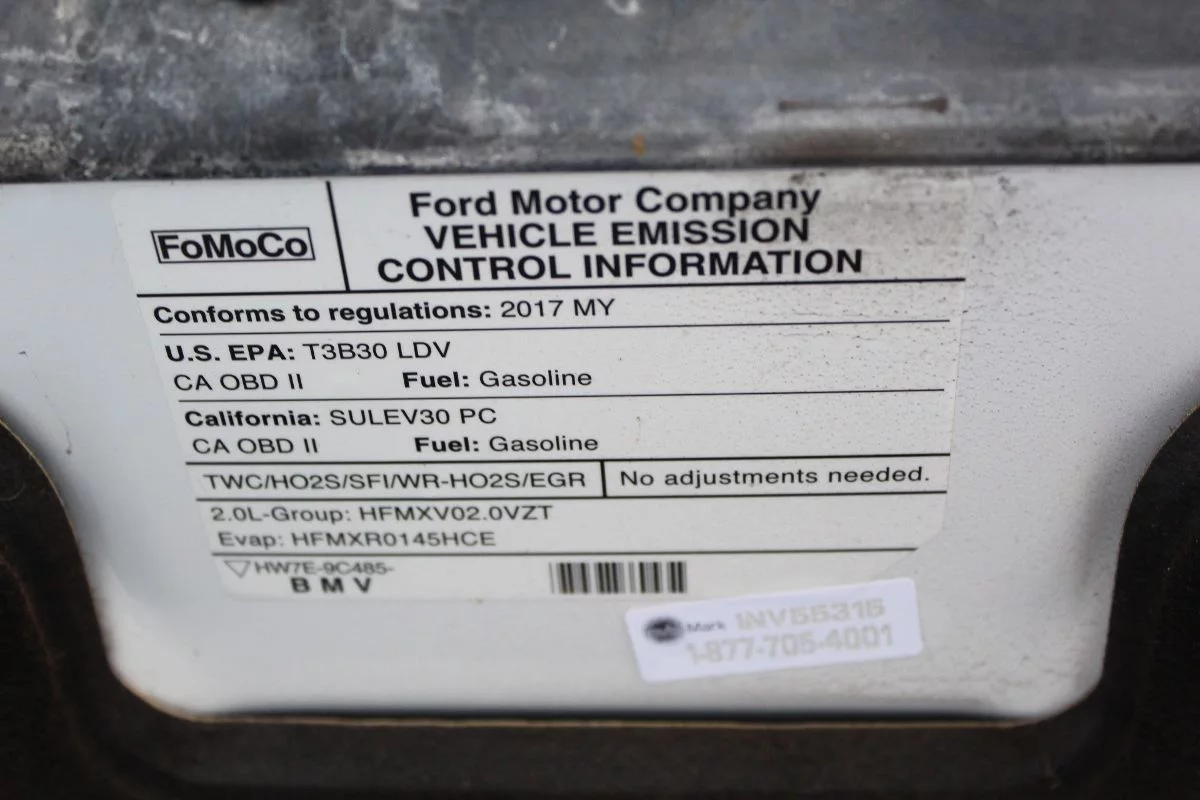 FoMoCo
Ford Motor Company
VEHICLE EMISSION
CONTROL INFORMATION
Conforms to regulations: 2017 MY
U.S. EPA: T3B30 LDV
CA OBD II Fuel: Gasoline
California: SULEV30 PC
CA OBD II Fuel: Gasoline
TWC/HO2S/SFI/WR-HO2S/EGR No adjustments needed.
2.0L-Group: HFMXV02.0VZT
Evap: HFMXR0145HCE
HW7E-9C485-
BMV
Mark 1NV55315
1-877-705-4001